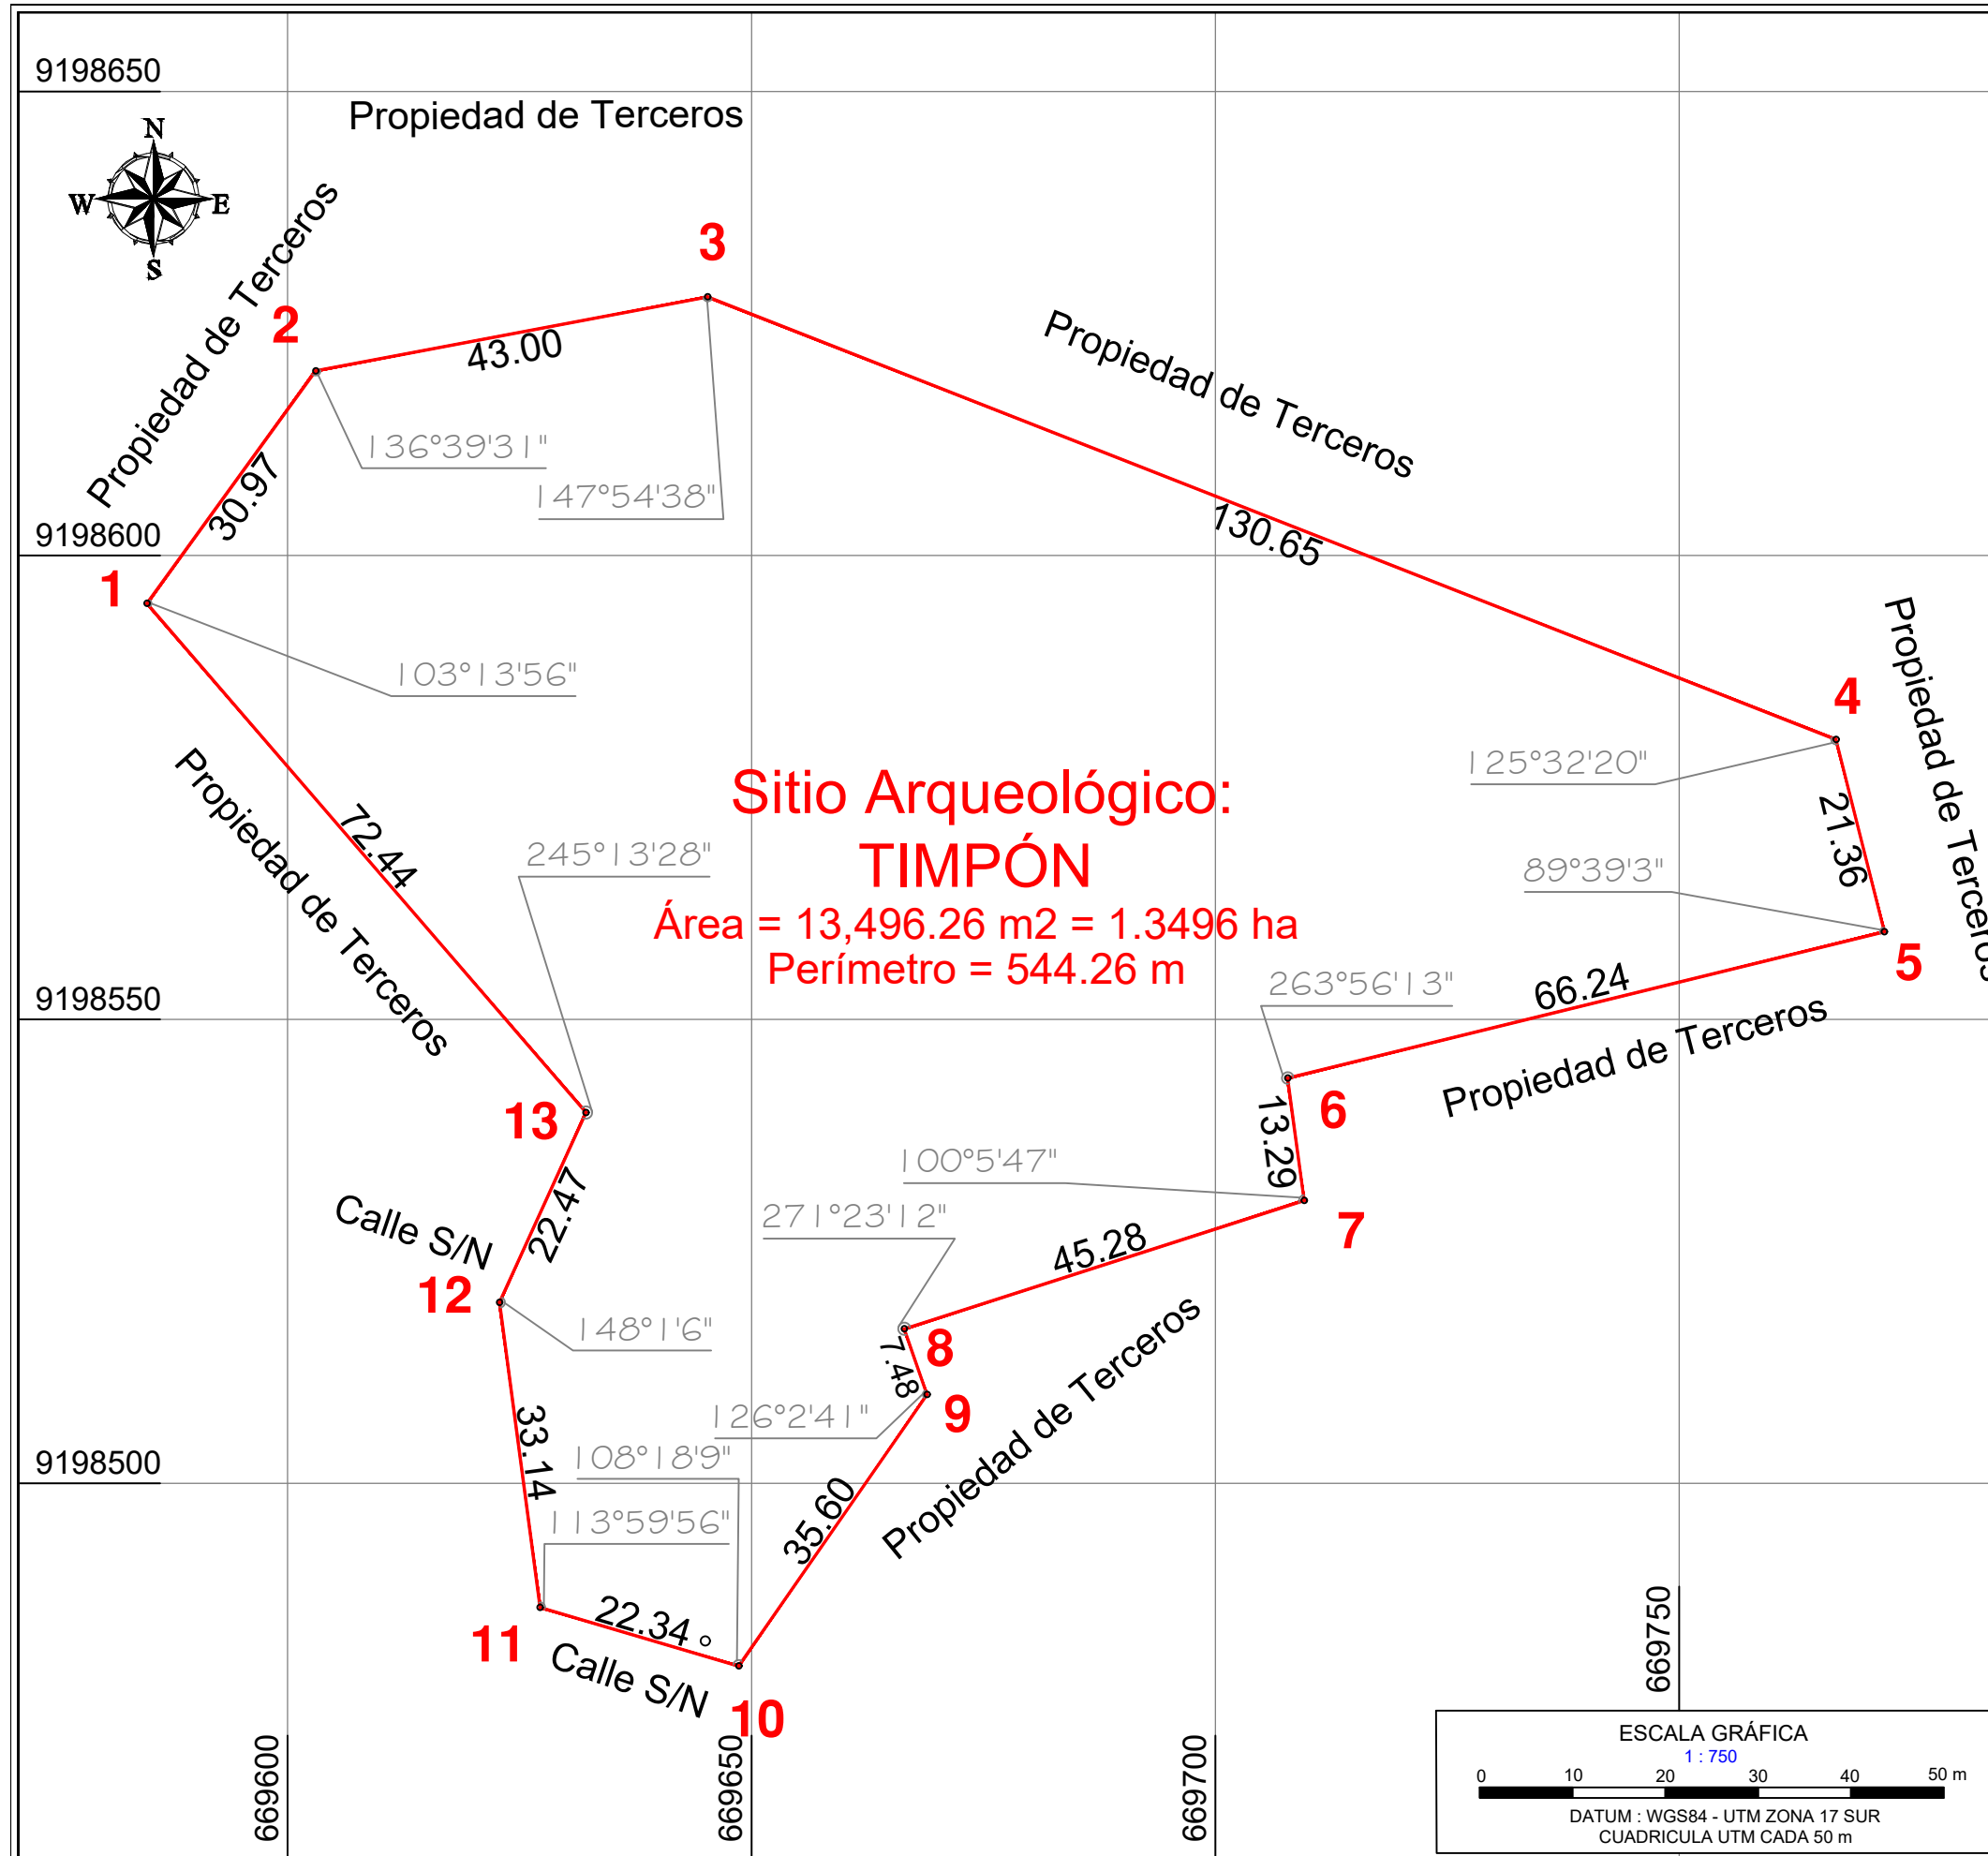 9198650
Propiedad de Terceros
N
W
E
S
Propiedad de Terceros
3
2
43.00
Propiedad de Terceros
136°39'31"
147°54'38"
30.97
130.65
9198600
1
103°13'56"
4
Propiedad de Terceros
125°32'20"
Sitio Arqueológico:
TIMPÓN
Área = 13,496.26 m2 = 1.3496 ha
Perímetro = 544.26 m
Propiedad de Terceros
72.44
245°13'28"
21.36
89°39'3"
5
263°56'13"
66.24
9198550
Propiedad de Terceros
13
6
13.29
100°5'47"
22.47
Calle S/N
271°23'12"
7
45.28
12
148°1'6"
8
7.48
9
Propiedad de Terceros
126°2'41"
33.14
108°18'9"
9198500
113°59'56"
35.60
22.34 °
11
Calle S/N
10
669600
669650
669700
669750
ESCALA GRÁFICA
1 : 750
0 10 20 30 40 50 m
DATUM : WGS84 - UTM ZONA 17 SUR
CUADRICULA UTM CADA 50 m